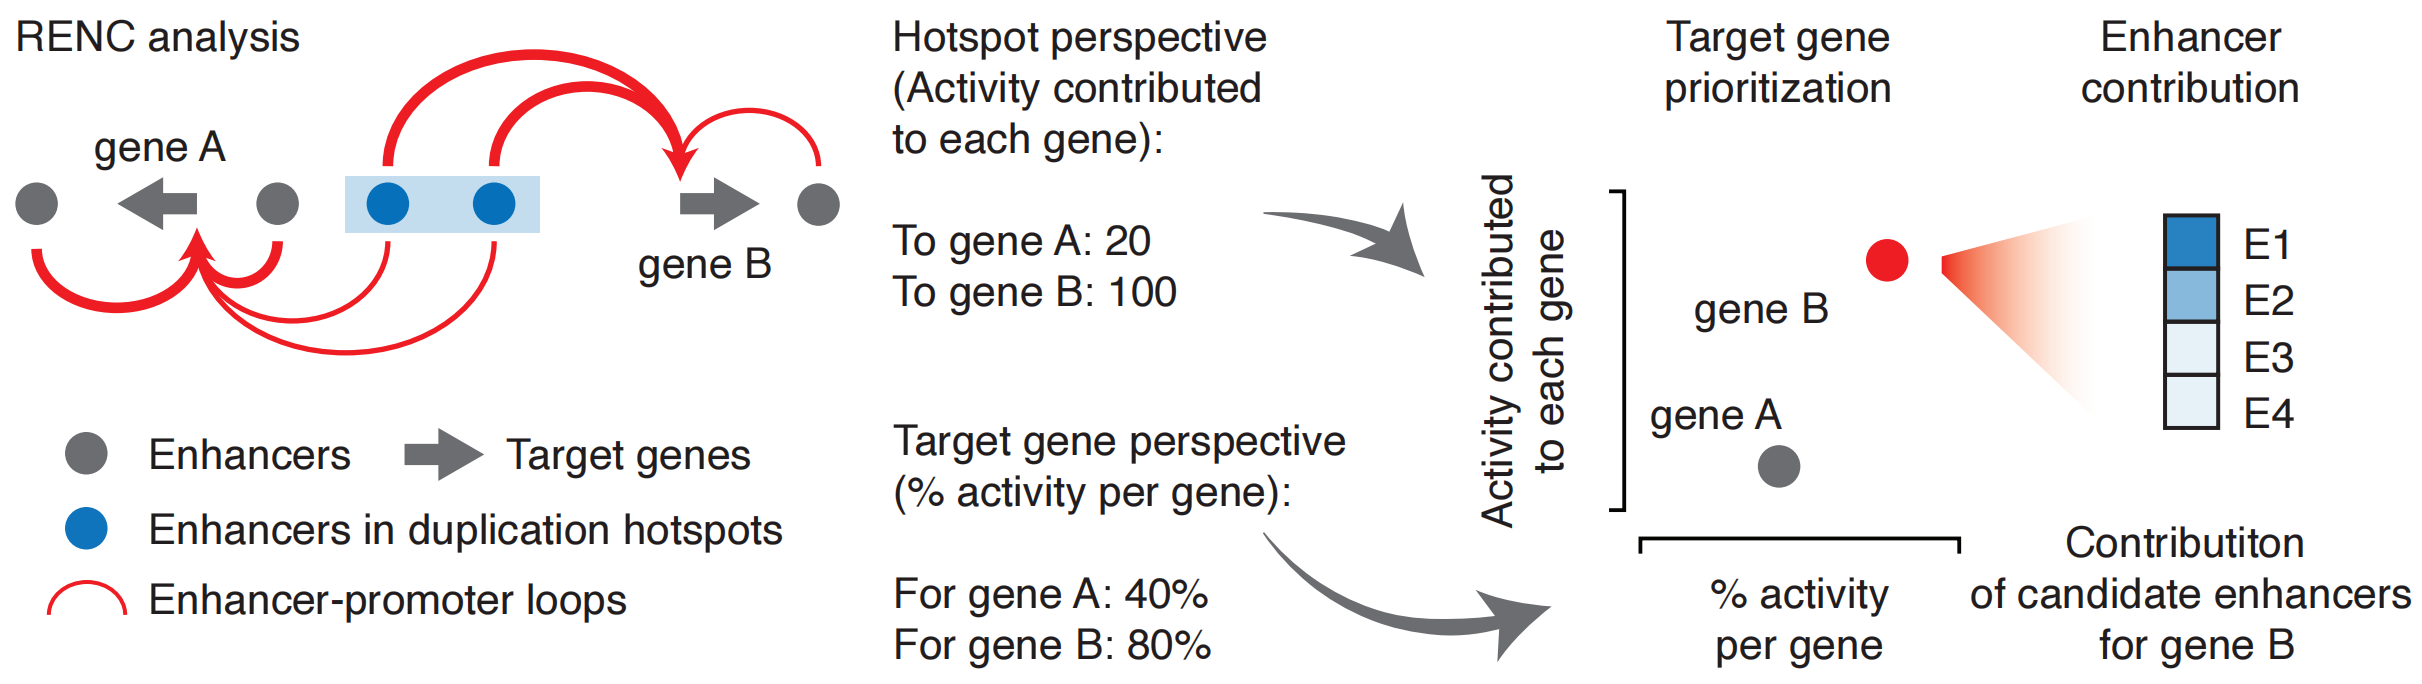 RENC analysis
gene A
gene B
Enhancers
Target genes
Enhancers in duplication hotspots
Enhancer-promoter loops
Hotspot perspective
(Activity contributed
to each gene):
To gene A: 20
To gene B: 100
Target gene perspective
(% activity per gene):
For gene A: 40%
For gene B: 80%
Target gene
prioritization
Activity contributed
to each gene
gene B
gene A
% activity
per gene
Enhancer
contribution
E1
E2
E3
E4
Contributiton
of candidate enhancers
for gene B